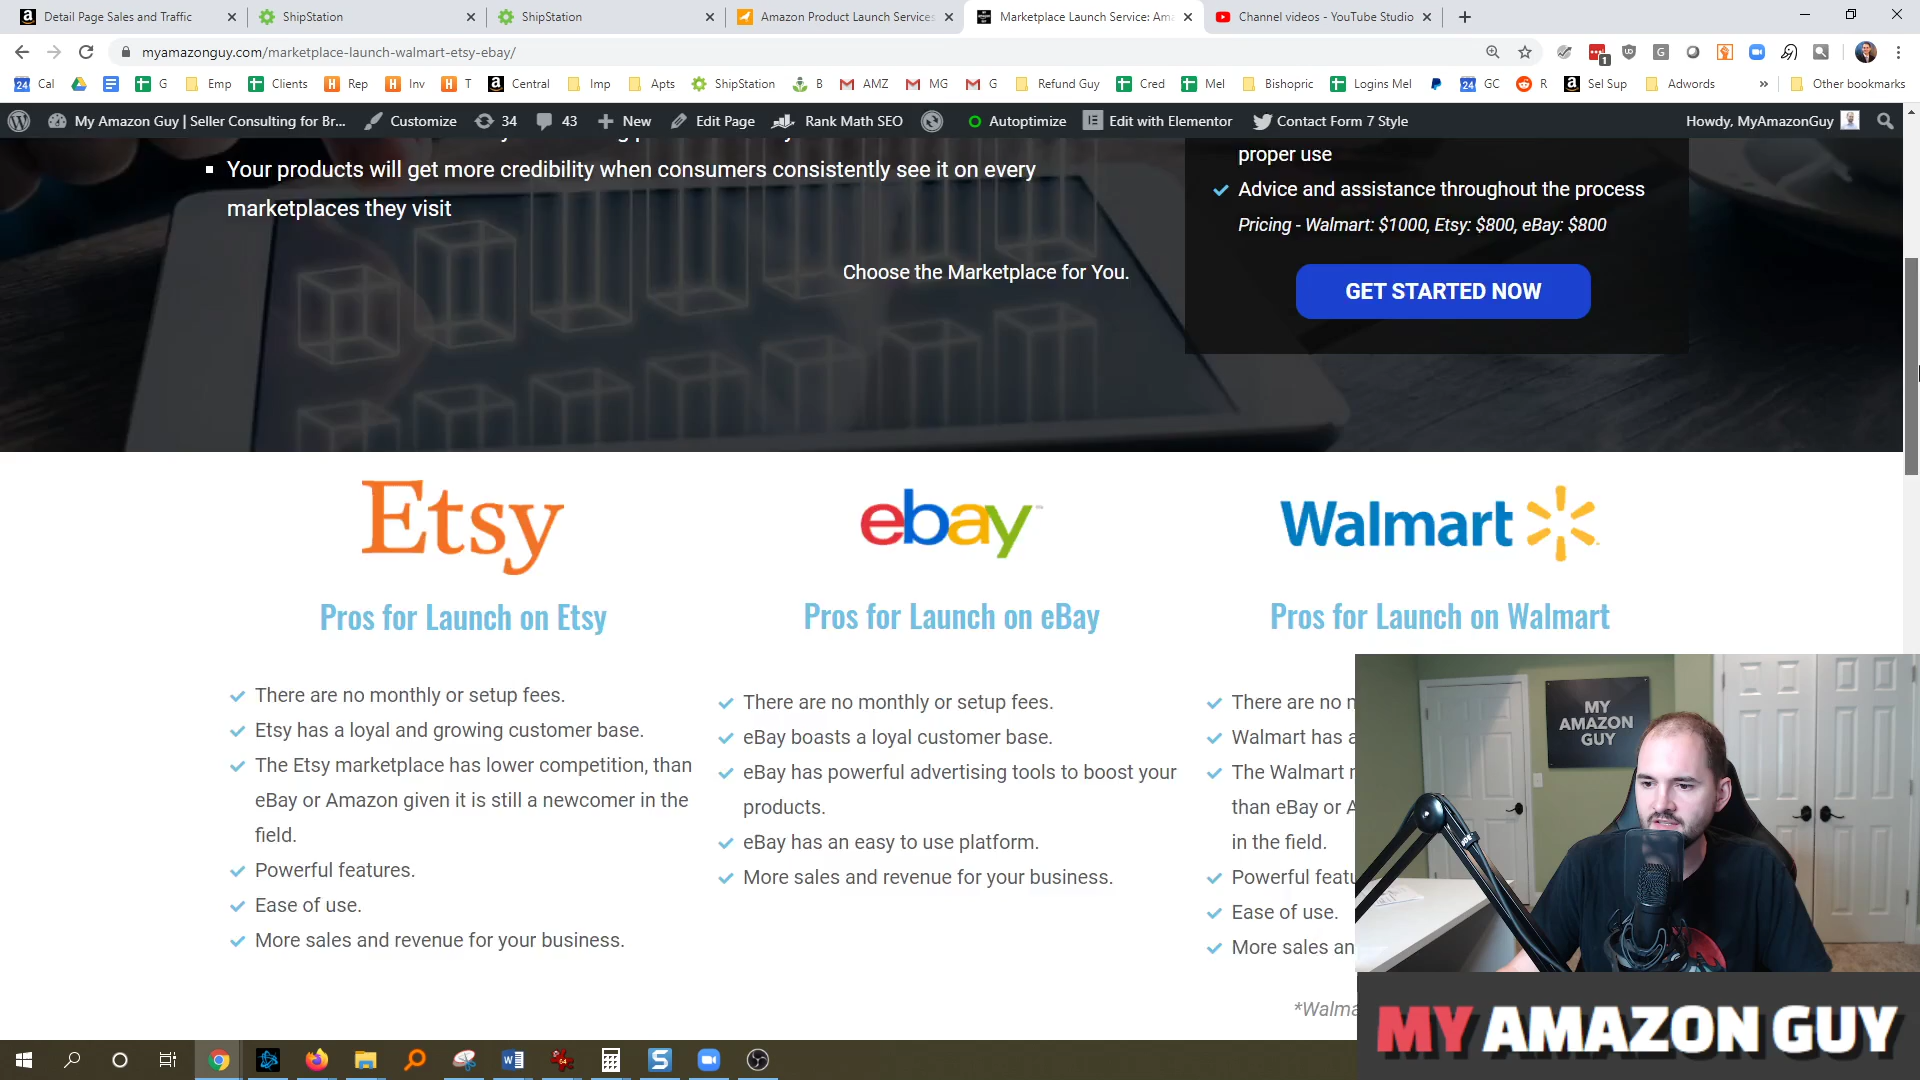 Detail Page Sales and Traffic
ShipStation
ShipStation
Amazon Product Launch Services
Marketplace Launch Service: Am
Channel videos - YouTube Studio
myamazonguy.com/marketplace-launch-walmart-etsy-ebay/
24 Cal
G
Emp
Clients
H Rep
H Inv
H T
a Central
Imp
Apts
ShipStation
B
AMZ
MG
G
Refund Guy
Cred
Mel
Bishopric
Logins Mel
24 GC
R
a Sel Sup
Adwords
»
Other bookmarks
My Amazon Guy | Seller Consulting for Br...
Customize
34
43
New
Edit Page
Rank Math SEO
Autoptimize
Edit with Elementor
Contact Form 7 Style
Howdy, MyAmazonGuy
Your products will get more credibility when consumers consistently see it on every
marketplaces they visit
Choose the Marketplace for You.
proper use
Advice and assistance throughout the process
Pricing - Walmart: $1000, Etsy: $800, eBay: $800
GET STARTED NOW
Etsy
ebay
Walmart
Pros for Launch on Etsy
There are no monthly or setup fees.
Etsy has a loyal and growing customer base.
The Etsy marketplace has lower competition, than
eBay or Amazon given it is still a newcomer in the
field.
Powerful features.
Ease of use.
More sales and revenue for your business.
Pros for Launch on eBay
There are no monthly or setup fees.
eBay boasts a loyal customer base.
eBay has powerful advertising tools to boost your
products.
eBay has an easy to use platform.
More sales and revenue for your business.
Pros for Launch on Walmart
There are no
Walmart has a
The Walmart
than eBay or
in the field.
Powerful
Ease of use.
More sales
MY
AMAZON
GUY
MY AMAZON GUY